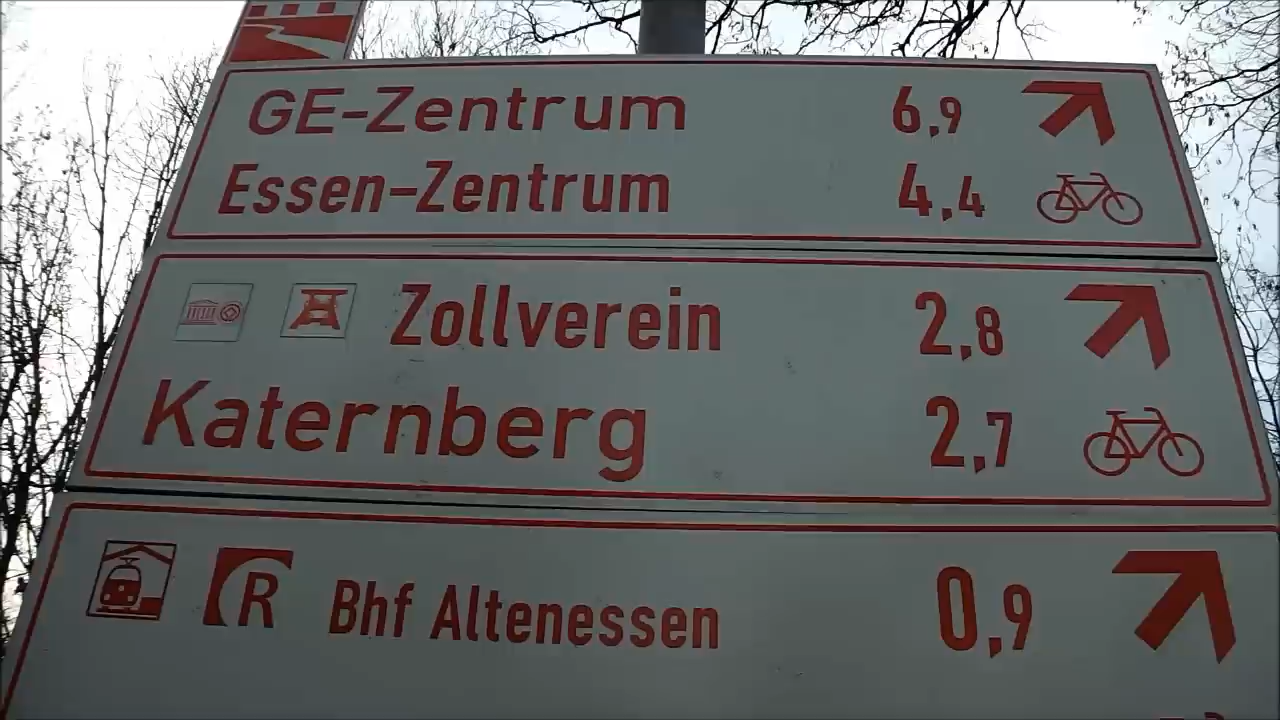 GE-Zentrum 6,9
Essen-Zentrum 4,4
Zollverein 2,8
Katernberg 2,7
R Bhf Altenessen 0,9